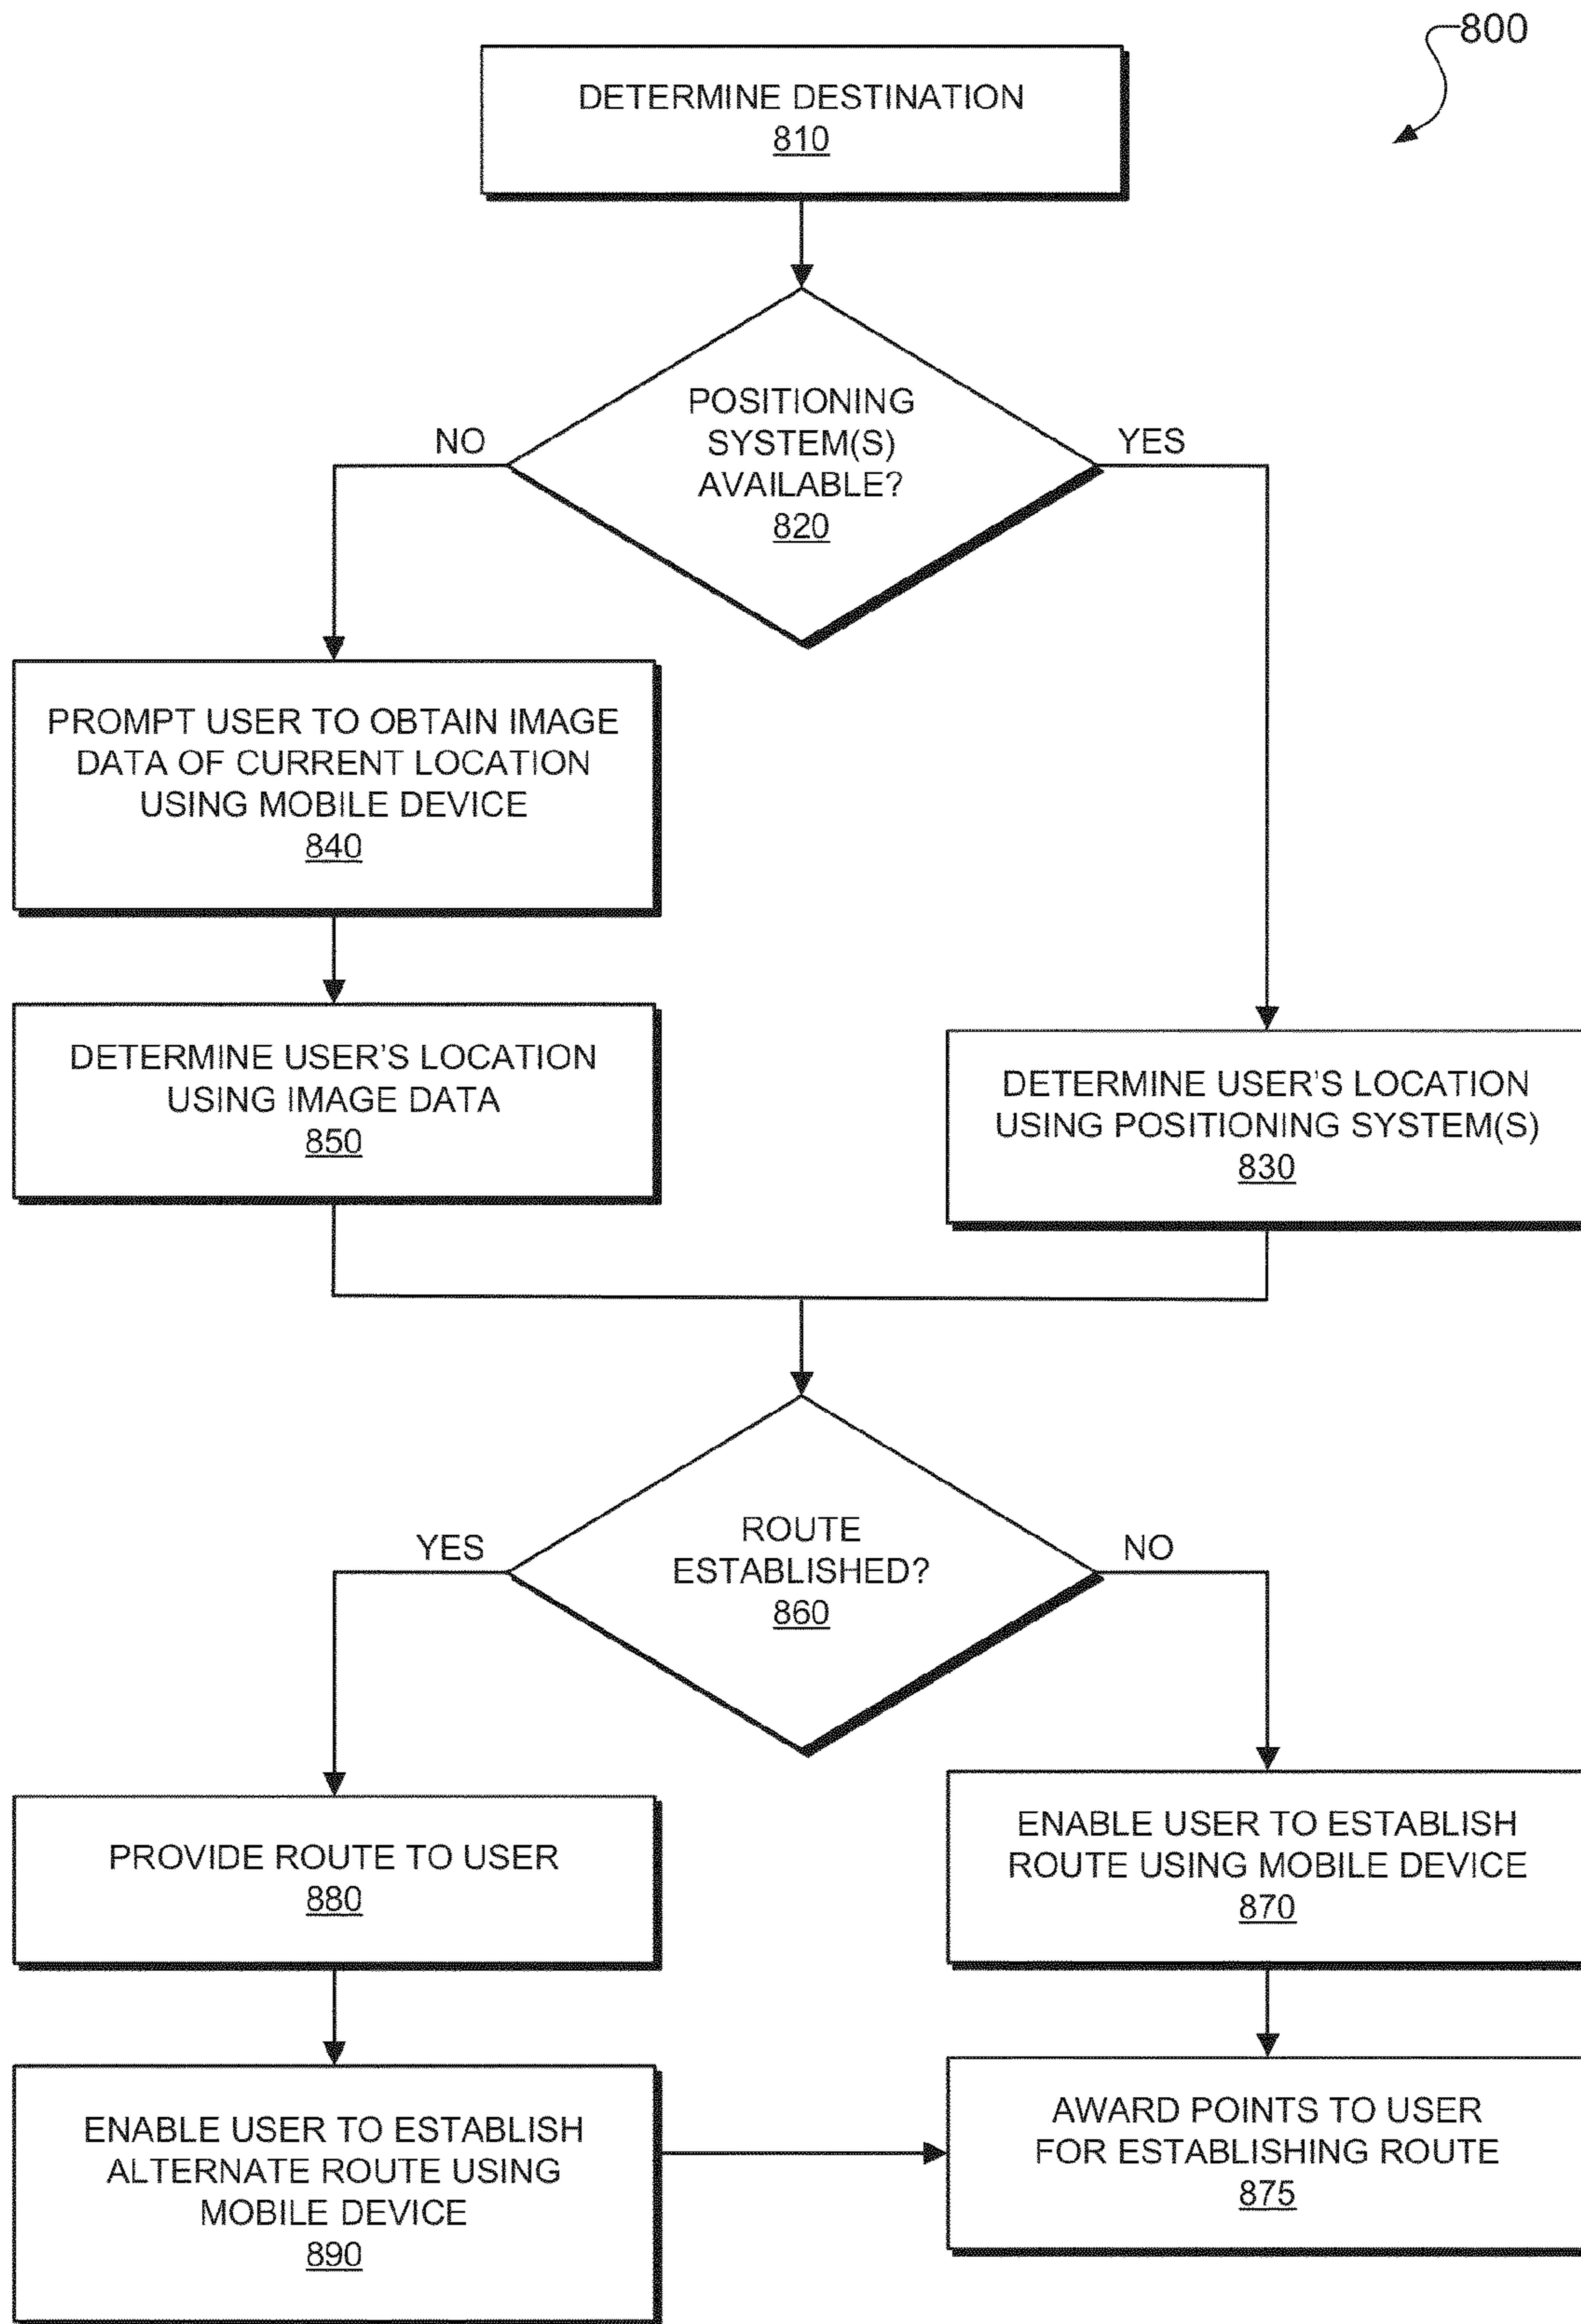 800
DETERMINE DESTINATION
810
POSITIONING
SYSTEM(S)
AVAILABLE?
820
NO
YES
PROMPT USER TO OBTAIN IMAGE
DATA OF CURRENT LOCATION
USING MOBILE DEVICE
840
DETERMINE USER'S LOCATION
USING IMAGE DATA
850
DETERMINE USER'S LOCATION
USING POSITIONING SYSTEM(S)
830
ROUTE
ESTABLISHED?
860
YES
NO
PROVIDE ROUTE TO USER
880
ENABLE USER TO ESTABLISH
ROUTE USING MOBILE DEVICE
870
ENABLE USER TO ESTABLISH
ALTERNATE ROUTE USING
MOBILE DEVICE
890
AWARD POINTS TO USER
FOR ESTABLISHING ROUTE
875